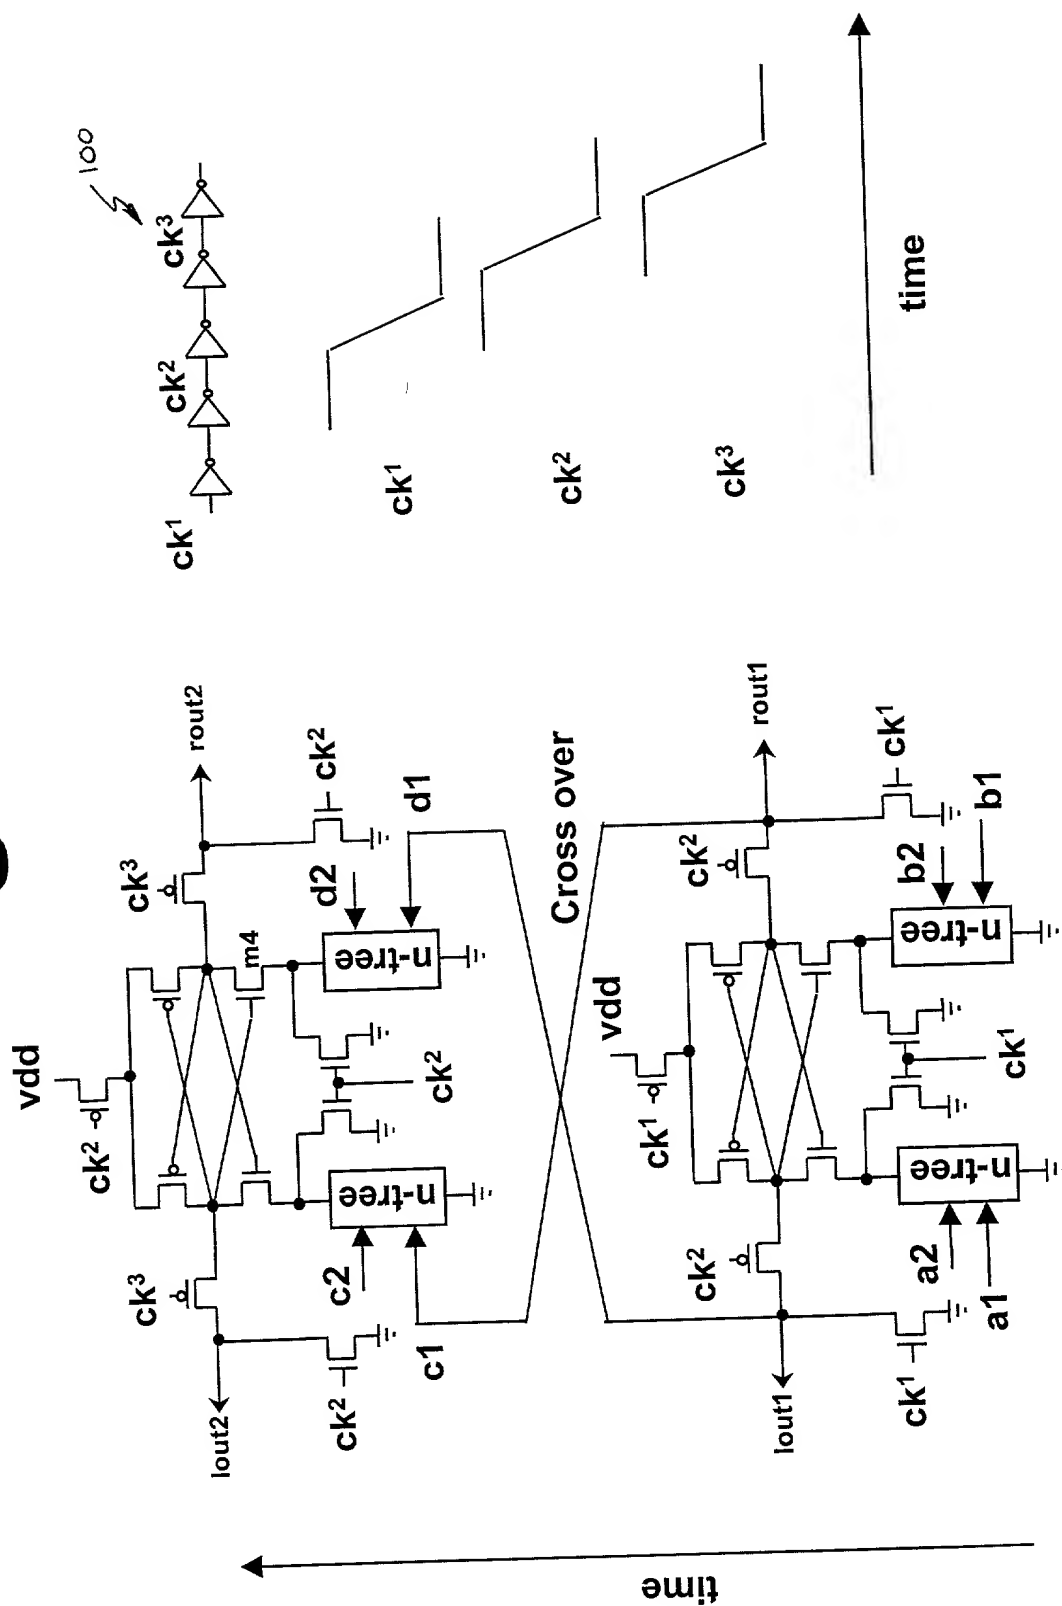 time
vdd
ck²
ck³
ck³
lout2
rout2
m4
ck²
ck²
ck²
c2
c1
n-tree
n-tree
d2
d1
Cross over
vdd
ck¹
ck²
ck²
lout1
rout1
ck¹
ck¹
ck¹
a2
a1
n-tree
n-tree
b2
b1
100
ck¹
ck²
ck³
ck¹
ck²
ck³
time